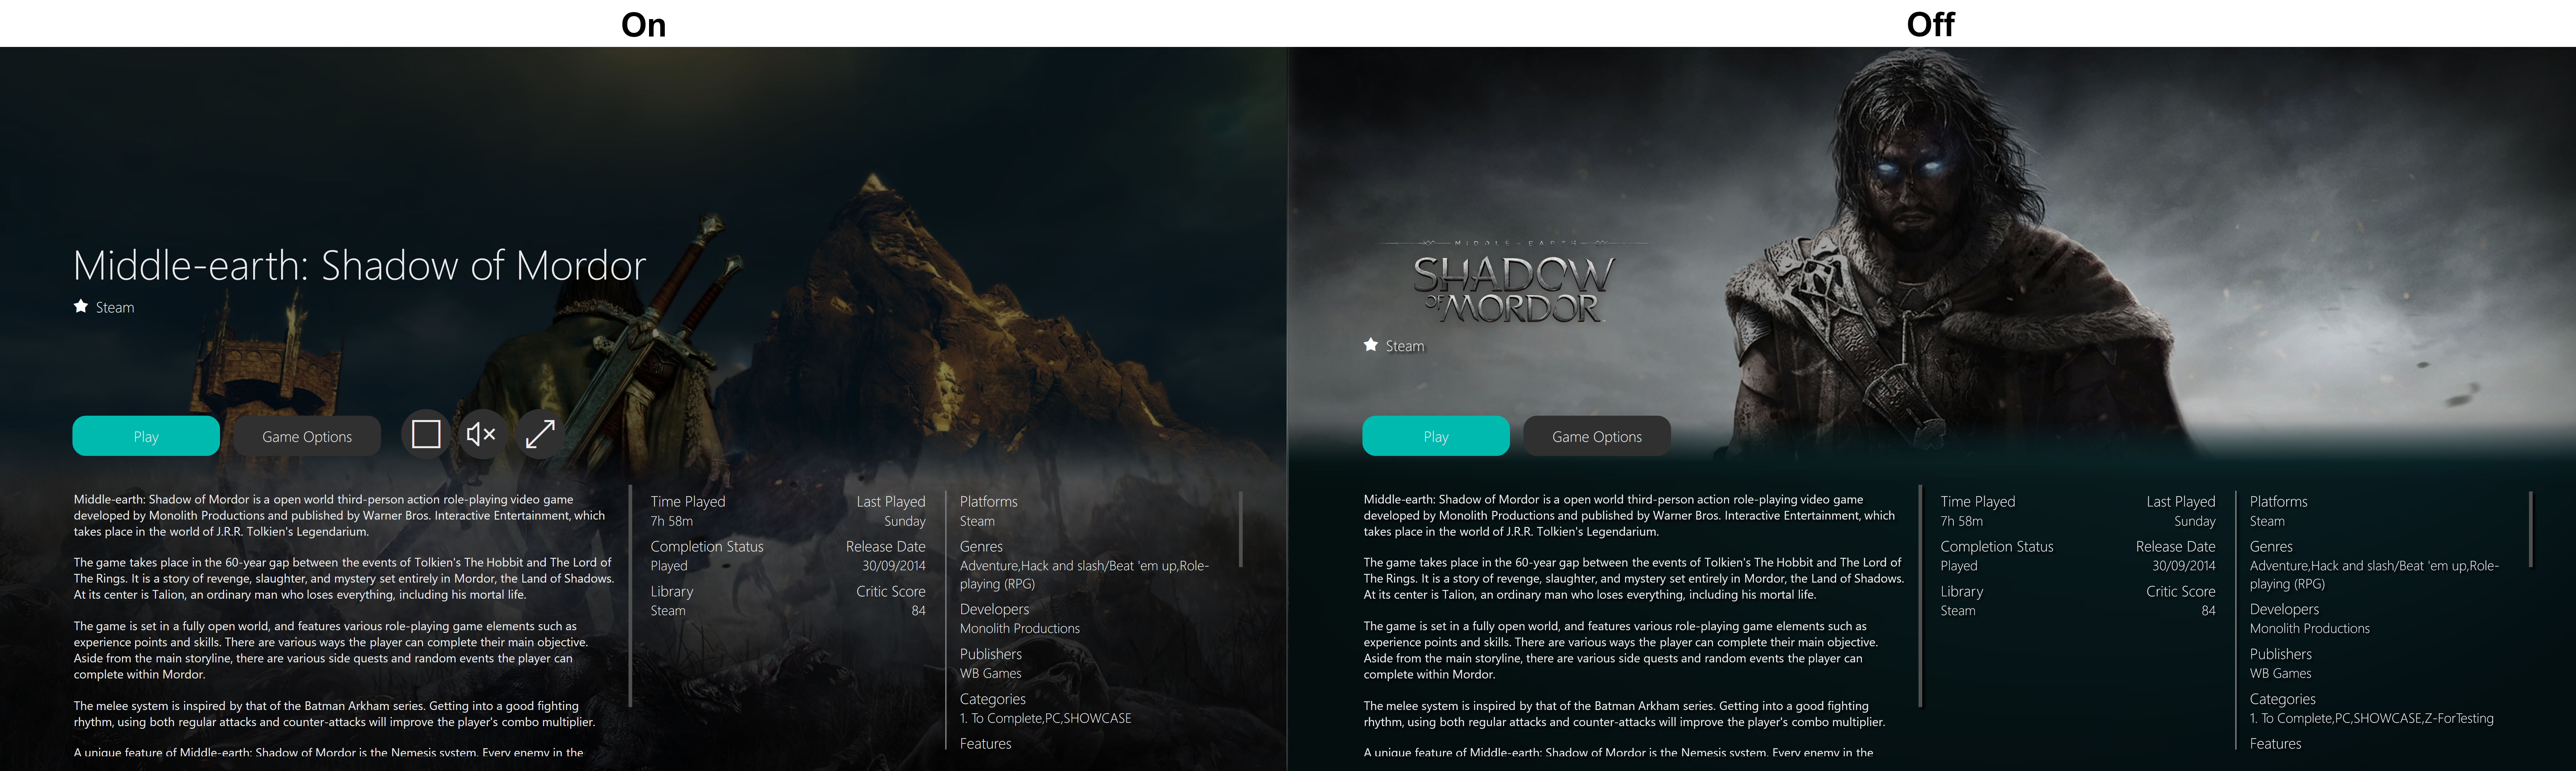 On
Off
Middle-earth: Shadow of Mordor
Steam
Play
Game Options
Middle-earth: Shadow of Mordor is a open world third-person action role-playing video game
developed by Monolith Productions and published by Warner Bros. Interactive Entertainment, which
takes place in the world of J.R.R. Tolkien's Legendarium.
The game takes place in the 60-year gap between the events of Tolkien's The Hobbit and The Lord of
The Rings. It is a story of revenge, slaughter, and mystery set entirely in Mordor, the Land of Shadows.
At its center is Talion, an ordinary man who loses everything, including his mortal life.
The game is set in a fully open world, and features various role-playing game elements such as
experience points and skills. There are various ways the player can complete their main objective.
Aside from the main storyline, there are various side quests and random events the player can
complete within Mordor.
The melee system is inspired by that of the Batman Arkham series. Getting into a good fighting
rhythm, using both regular attacks and counter-attacks will improve the player's combo multiplier.
A unique feature of Middle-earth: Shadow of Mordor is the Nemesis system. Every enemy in the
Time Played
7h 58m
Last Played
Sunday
Completion Status
Played
Release Date
30/09/2014
Library
Steam
Critic Score
84
Platforms
Steam
Genres
Adventure,Hack and slash/Beat 'em up,Role-
playing (RPG)
Developers
Monolith Productions
Publishers
WB Games
Categories
1. To Complete,PC,SHOWCASE
Features
MIDDLE-EARTH
SHADOW
OF MORDOR
Steam
Play
Game Options
Middle-earth: Shadow of Mordor is a open world third-person action role-playing video game
developed by Monolith Productions and published by Warner Bros. Interactive Entertainment, which
takes place in the world of J.R.R. Tolkien's Legendarium.
The game takes place in the 60-year gap between the events of Tolkien's The Hobbit and The Lord of
The Rings. It is a story of revenge, slaughter, and mystery set entirely in Mordor, the Land of Shadows.
At its center is Talion, an ordinary man who loses everything, including his mortal life.
The game is set in a fully open world, and features various role-playing game elements such as
experience points and skills. There are various ways the player can complete their main objective.
Aside from the main storyline, there are various side quests and random events the player can
complete within Mordor.
The melee system is inspired by that of the Batman Arkham series. Getting into a good fighting
rhythm, using both regular attacks and counter-attacks will improve the player's combo multiplier.
A unique feature of Middle-earth: Shadow of Mordor is the Nemesis system. Every enemy in the
Time Played
7h 58m
Last Played
Sunday
Completion Status
Played
Release Date
30/09/2014
Library
Steam
Critic Score
84
Platforms
Steam
Genres
Adventure,Hack and slash/Beat 'em up,Role-
playing (RPG)
Developers
Monolith Productions
Publishers
WB Games
Categories
1. To Complete,PC,SHOWCASE,Z-ForTesting
Features